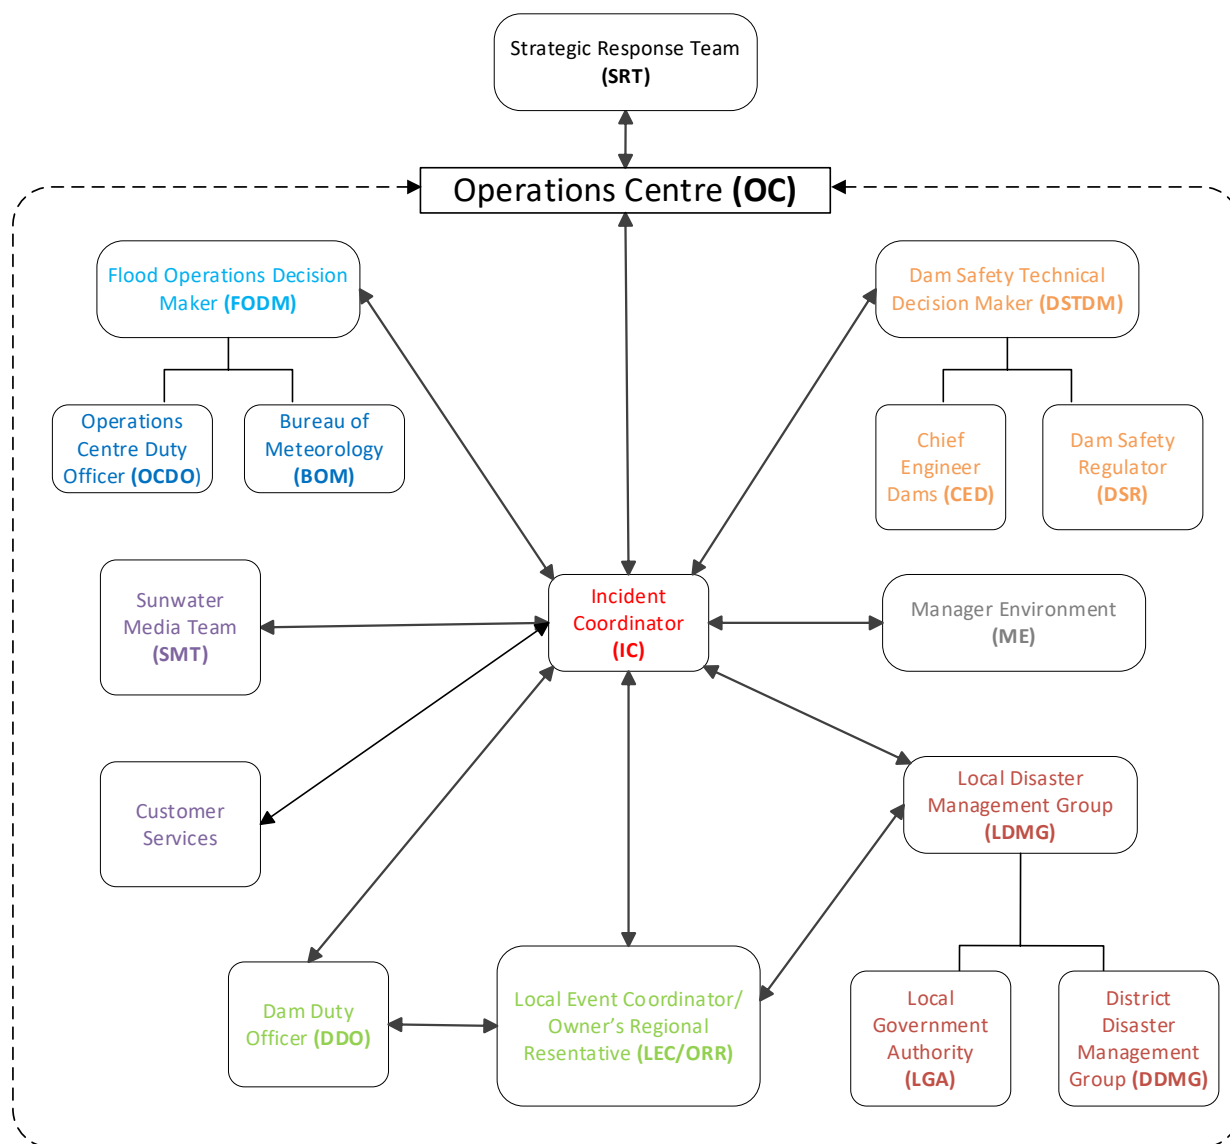 Strategic Response Team
(SRT)
Operations Centre (OC)
Flood Operations Decision
Maker (FODM)
Dam Safety Technical
Decision Maker (DSTDM)
Operations
Centre Duty
Officer (OCDO)
Bureau of
Meteorology
(BOM)
Chief
Engineer
Dams (CED)
Dam Safety
Regulator
(DSR)
Sunwater
Media Team
(SMT)
Incident
Coordinator
(IC)
Manager Environment
(ME)
Customer
Services
Local Disaster
Management Group
(LDMG)
Dam Duty
Officer (DDO)
Local Event Coordinator/
Owner’s Regional
Resentative (LEC/ORR)
Local
Government
Authority
(LGA)
District
Disaster
Management
Group (DDMG)